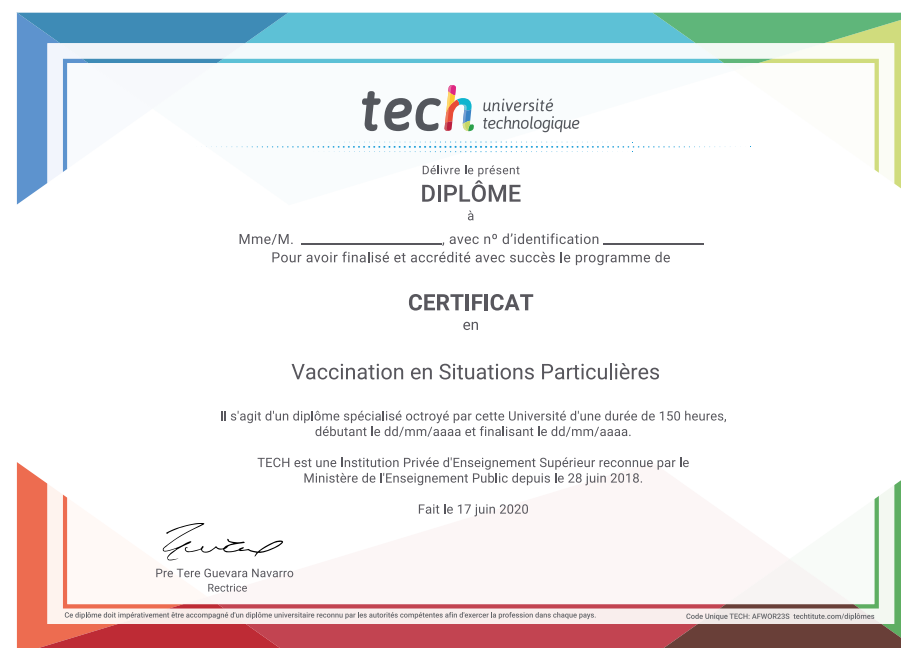 tech université
technologique
Délivre le présent
DIPLÔME
à
Mme/M. ____________________, avec nº d'identification ______________
Pour avoir finalisé et accrédité avec succès le programme de
CERTIFICAT
en
Vaccination en Situations Particulières
Il s'agit d'un diplôme spécialisé octroyé par cette Université d'une durée de 150 heures,
débutant le dd/mm/aaaa et finalisant le dd/mm/aaaa.
TECH est une Institution Privée d'Enseignement Supérieur reconnue par le
Ministère de l'Enseignement Public depuis le 28 juin 2018.
Fait le 17 juin 2020
Pre Tere Guevara Navarro
Rectrice
Ce diplôme doit impérativement être accompagné d'un diplôme universitaire reconnu par les autorités compétentes afin d'exercer la profession dans chaque pays.
Code Unique TECH: AFWOR23S techtitute.com/diplômes